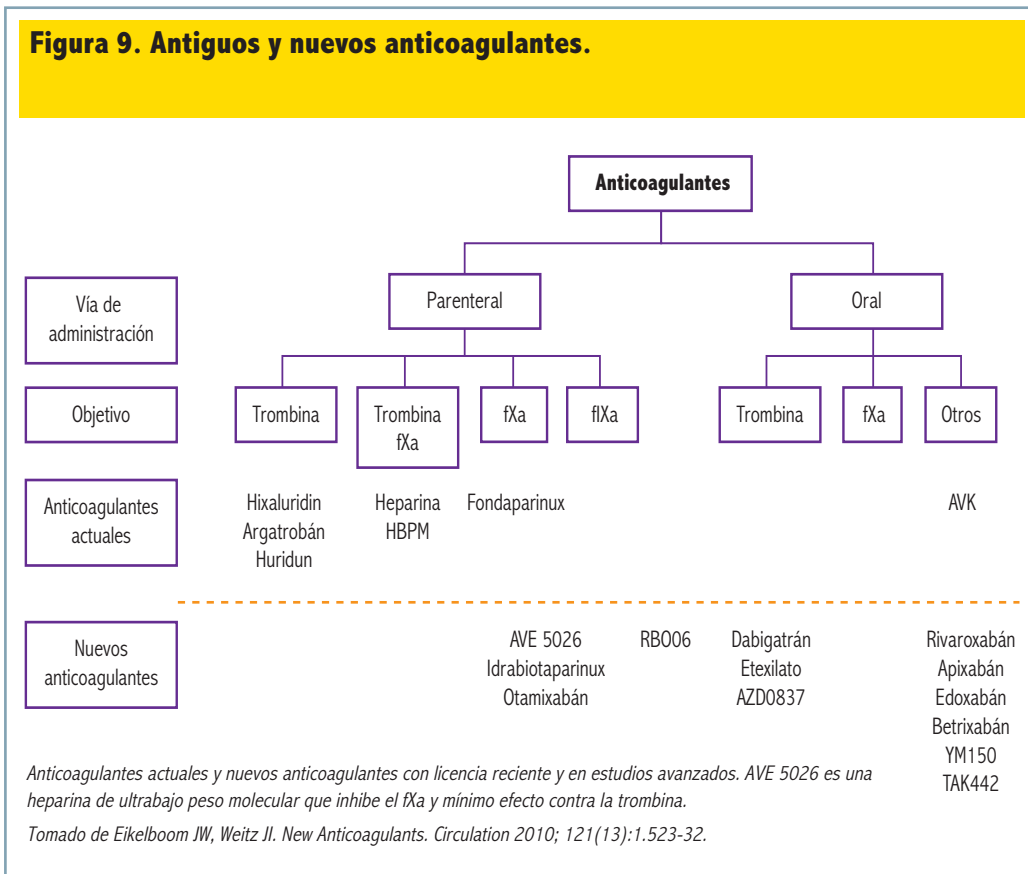 Figura 9. Antiguos y nuevos anticoagulantes.
Anticoagulantes
Vía de
administración
Parenteral
Oral
Objetivo
Trombina
Trombina
fXa
fXa
fIXa
Trombina
fXa
Otros
Anticoagulantes
actuales
Hixaluridin
Argatrobán
Huridun
Heparina
HBPM
Fondaparinux
AVK
Nuevos
anticoagulantes
AVE 5026
Idrabiotaparinux
Otamixabán
RB006
Dabigatrán
Etexilato
AZD0837
Rivaroxabán
Apixabán
Edoxabán
Betrixabán
YM150
TAK442
Anticoagulantes actuales y nuevos anticoagulantes con licencia reciente y en estudios avanzados. AVE 5026 es una
heparina de ultrabajo peso molecular que inhibe el fXa y mínimo efecto contra la trombina.
Tomado de Eikelboom JW, Weitz JI. New Anticoagulants. Circulation 2010; 121(13):1.523-32.